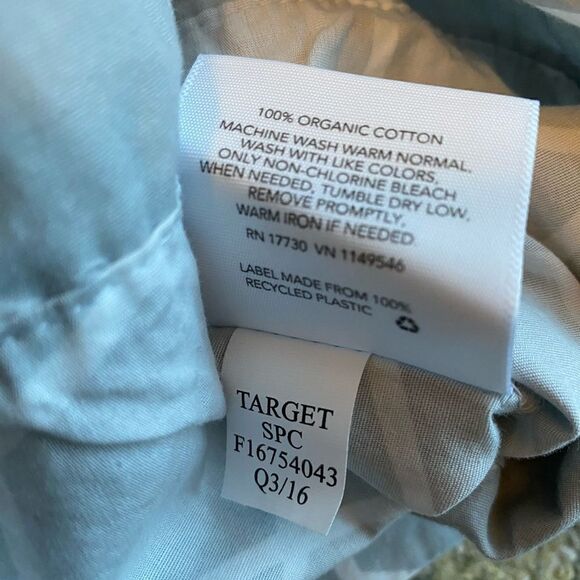 100% ORGANIC COTTON
MACHINE WASH WARM NORMAL.
WASH WITH LIKE COLORS.
ONLY NON-CHLORINE BLEACH
WHEN NEEDED. TUMBLE DRY LOW.
REMOVE PROMPTLY.
WARM IRON IF NEEDED
RN 17730 VN 1149546
LABEL MADE FROM 100%
RECYCLED PLASTIC
TARGET
SPC
F16754043
Q3/16